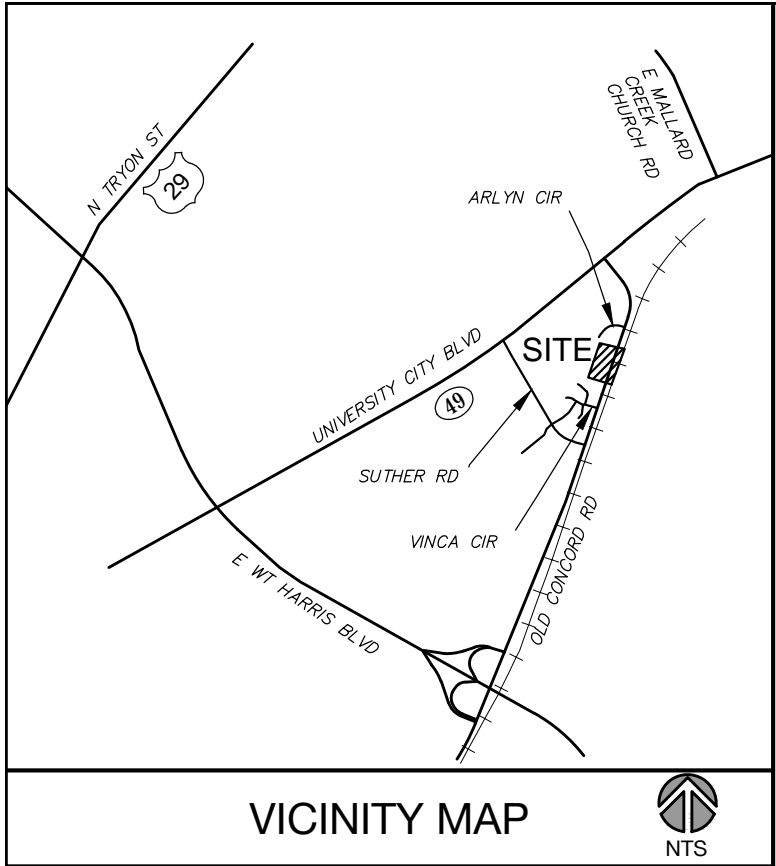 E MALLARD
CREEK
CHURCH RD
N TRYON ST
29
ARLYN CIR
SITE
UNIVERSITY CITY BLVD
49
SUTHER RD
VINCA CIR
OLD CONCORD RD
E WT HARRIS BLVD
VICINITY MAP
NTS